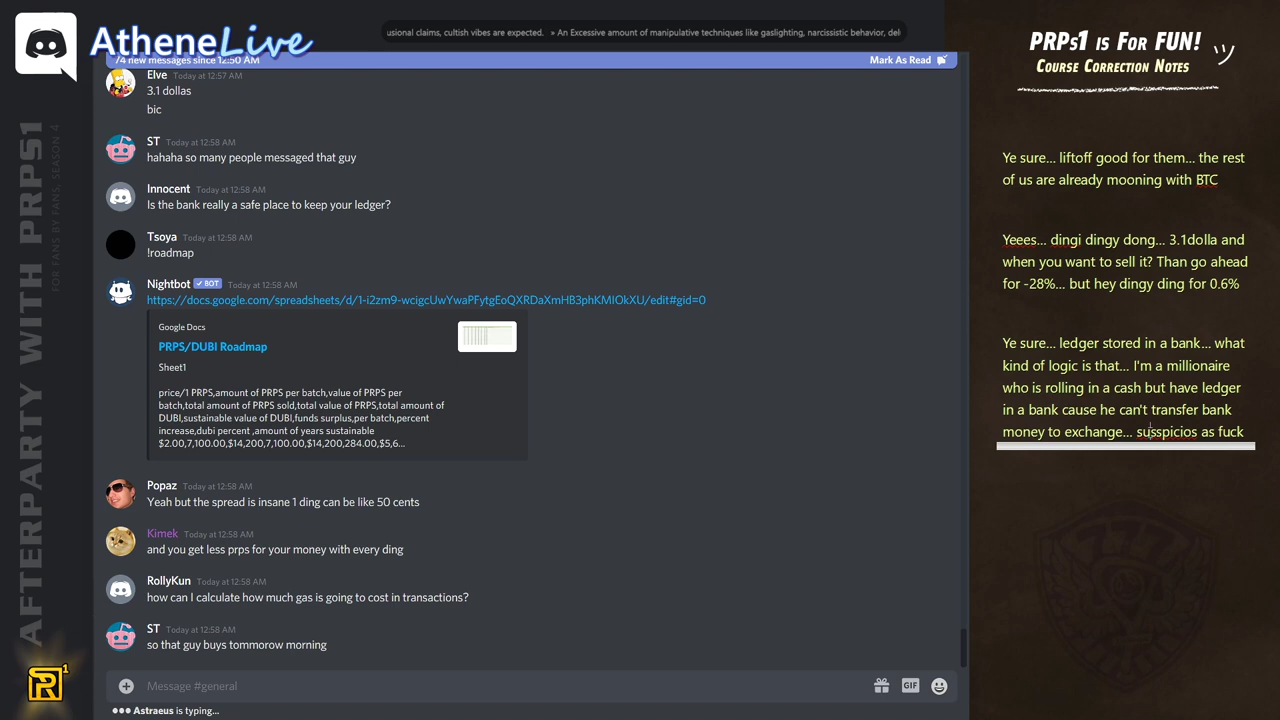 AtheneLive
usional claims, cultish vibes are expected.   » An Excessive amount of manipulative techniques like gaslighting, narcissistic behavior, del
74 new messages since 12:50 AM
Mark As Read
Elve Today at 12:57 AM
3.1 dollas
bic
ST Today at 12:58 AM
hahaha so many people messaged that guy
Innocent Today at 12:58 AM
Is the bank really a safe place to keep your ledger?
Tsoya Today at 12:58 AM
!roadmap
Nightbot ✓ BOT Today at 12:58 AM
https://docs.google.com/spreadsheets/d/1-i2zm9-wcigcUwYwaPFytgEoQXRDaXmHB3phKMIOkXU/edit#gid=0
Google Docs
PRPS/DUBI Roadmap
Sheet1
price/1 PRPS,amount of PRPS per batch,value of PRPS per
batch,total amount of PRPS sold,total value of PRPS,total amount of
DUBI,sustainable value of DUBI,funds surplus,per batch,percent
increase,dubi percent ,amount of years sustainable
$2.00,7,100.00,$14,200,7,100.00,$14,200,284.00,$5,6...
Popaz Today at 12:58 AM
Yeah but the spread is insane 1 ding can be like 50 cents
Kimek Today at 12:58 AM
and you get less prps for your money with every ding
RollyKun Today at 12:58 AM
how can I calculate how much gas is going to cost in transactions?
ST Today at 12:58 AM
so that guy buys tommorow morning
Message #general
GIF
Astraeus is typing...
AFTERPARTY WITH PRPS1
FOR FANS BY FANS, SEASON 4
1
PRPs1 is For FUN! ツ
Course Correction Notes
Ye sure... liftoff good for them... the rest
of us are already mooning with BTC
Yeees... dingi dingy dong... 3.1dolla and
when you want to sell it? Than go ahead
for -28%... but hey dingy ding for 0.6%
Ye sure... ledger stored in a bank... what
kind of logic is that... I'm a millionaire
who is rolling in a cash but have ledger
in a bank cause he can't transfer bank
money to exchange... susspicios as fuck